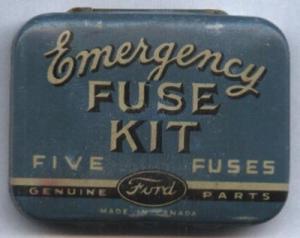 Emergency
FUSE
KIT
FIVE FUSES
GENUINE Ford PARTS
MADE IN CANADA